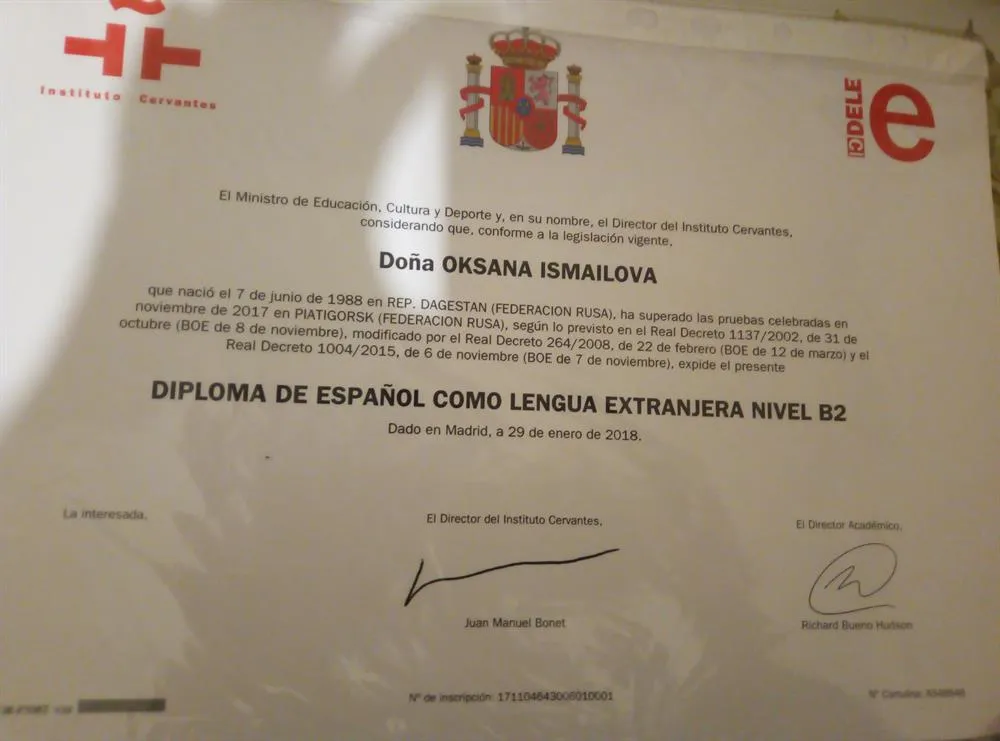 Instituto Cervantes
DELE
e
El Ministro de Educación, Cultura y Deporte y, en su nombre, el Director del Instituto Cervantes,
considerando que, conforme a la legislación vigente,
Doña OKSANA ISMAILOVA
que nació el 7 de junio de 1988 en REP. DAGESTAN (FEDERACION RUSA), ha superado las pruebas celebradas en
noviembre de 2017 en PIATIGORSK (FEDERACION RUSA), según lo previsto en el Real Decreto 1137/2002, de 31 de
octubre (BOE de 8 de noviembre), modificado por el Real Decreto 264/2008, de 22 de febrero (BOE de 12 de marzo) y el
Real Decreto 1004/2015, de 6 de noviembre (BOE de 7 de noviembre), expide el presente
DIPLOMA DE ESPAÑOL COMO LENGUA EXTRANJERA NIVEL B2
Dado en Madrid, a 29 de enero de 2018.
La interesada,
El Director del Instituto Cervantes,
El Director Académico,
Juan Manuel Bonet
Richard Bueno Hudson
Nº de inscripción: 171104643006010001
Nº Cartulina: